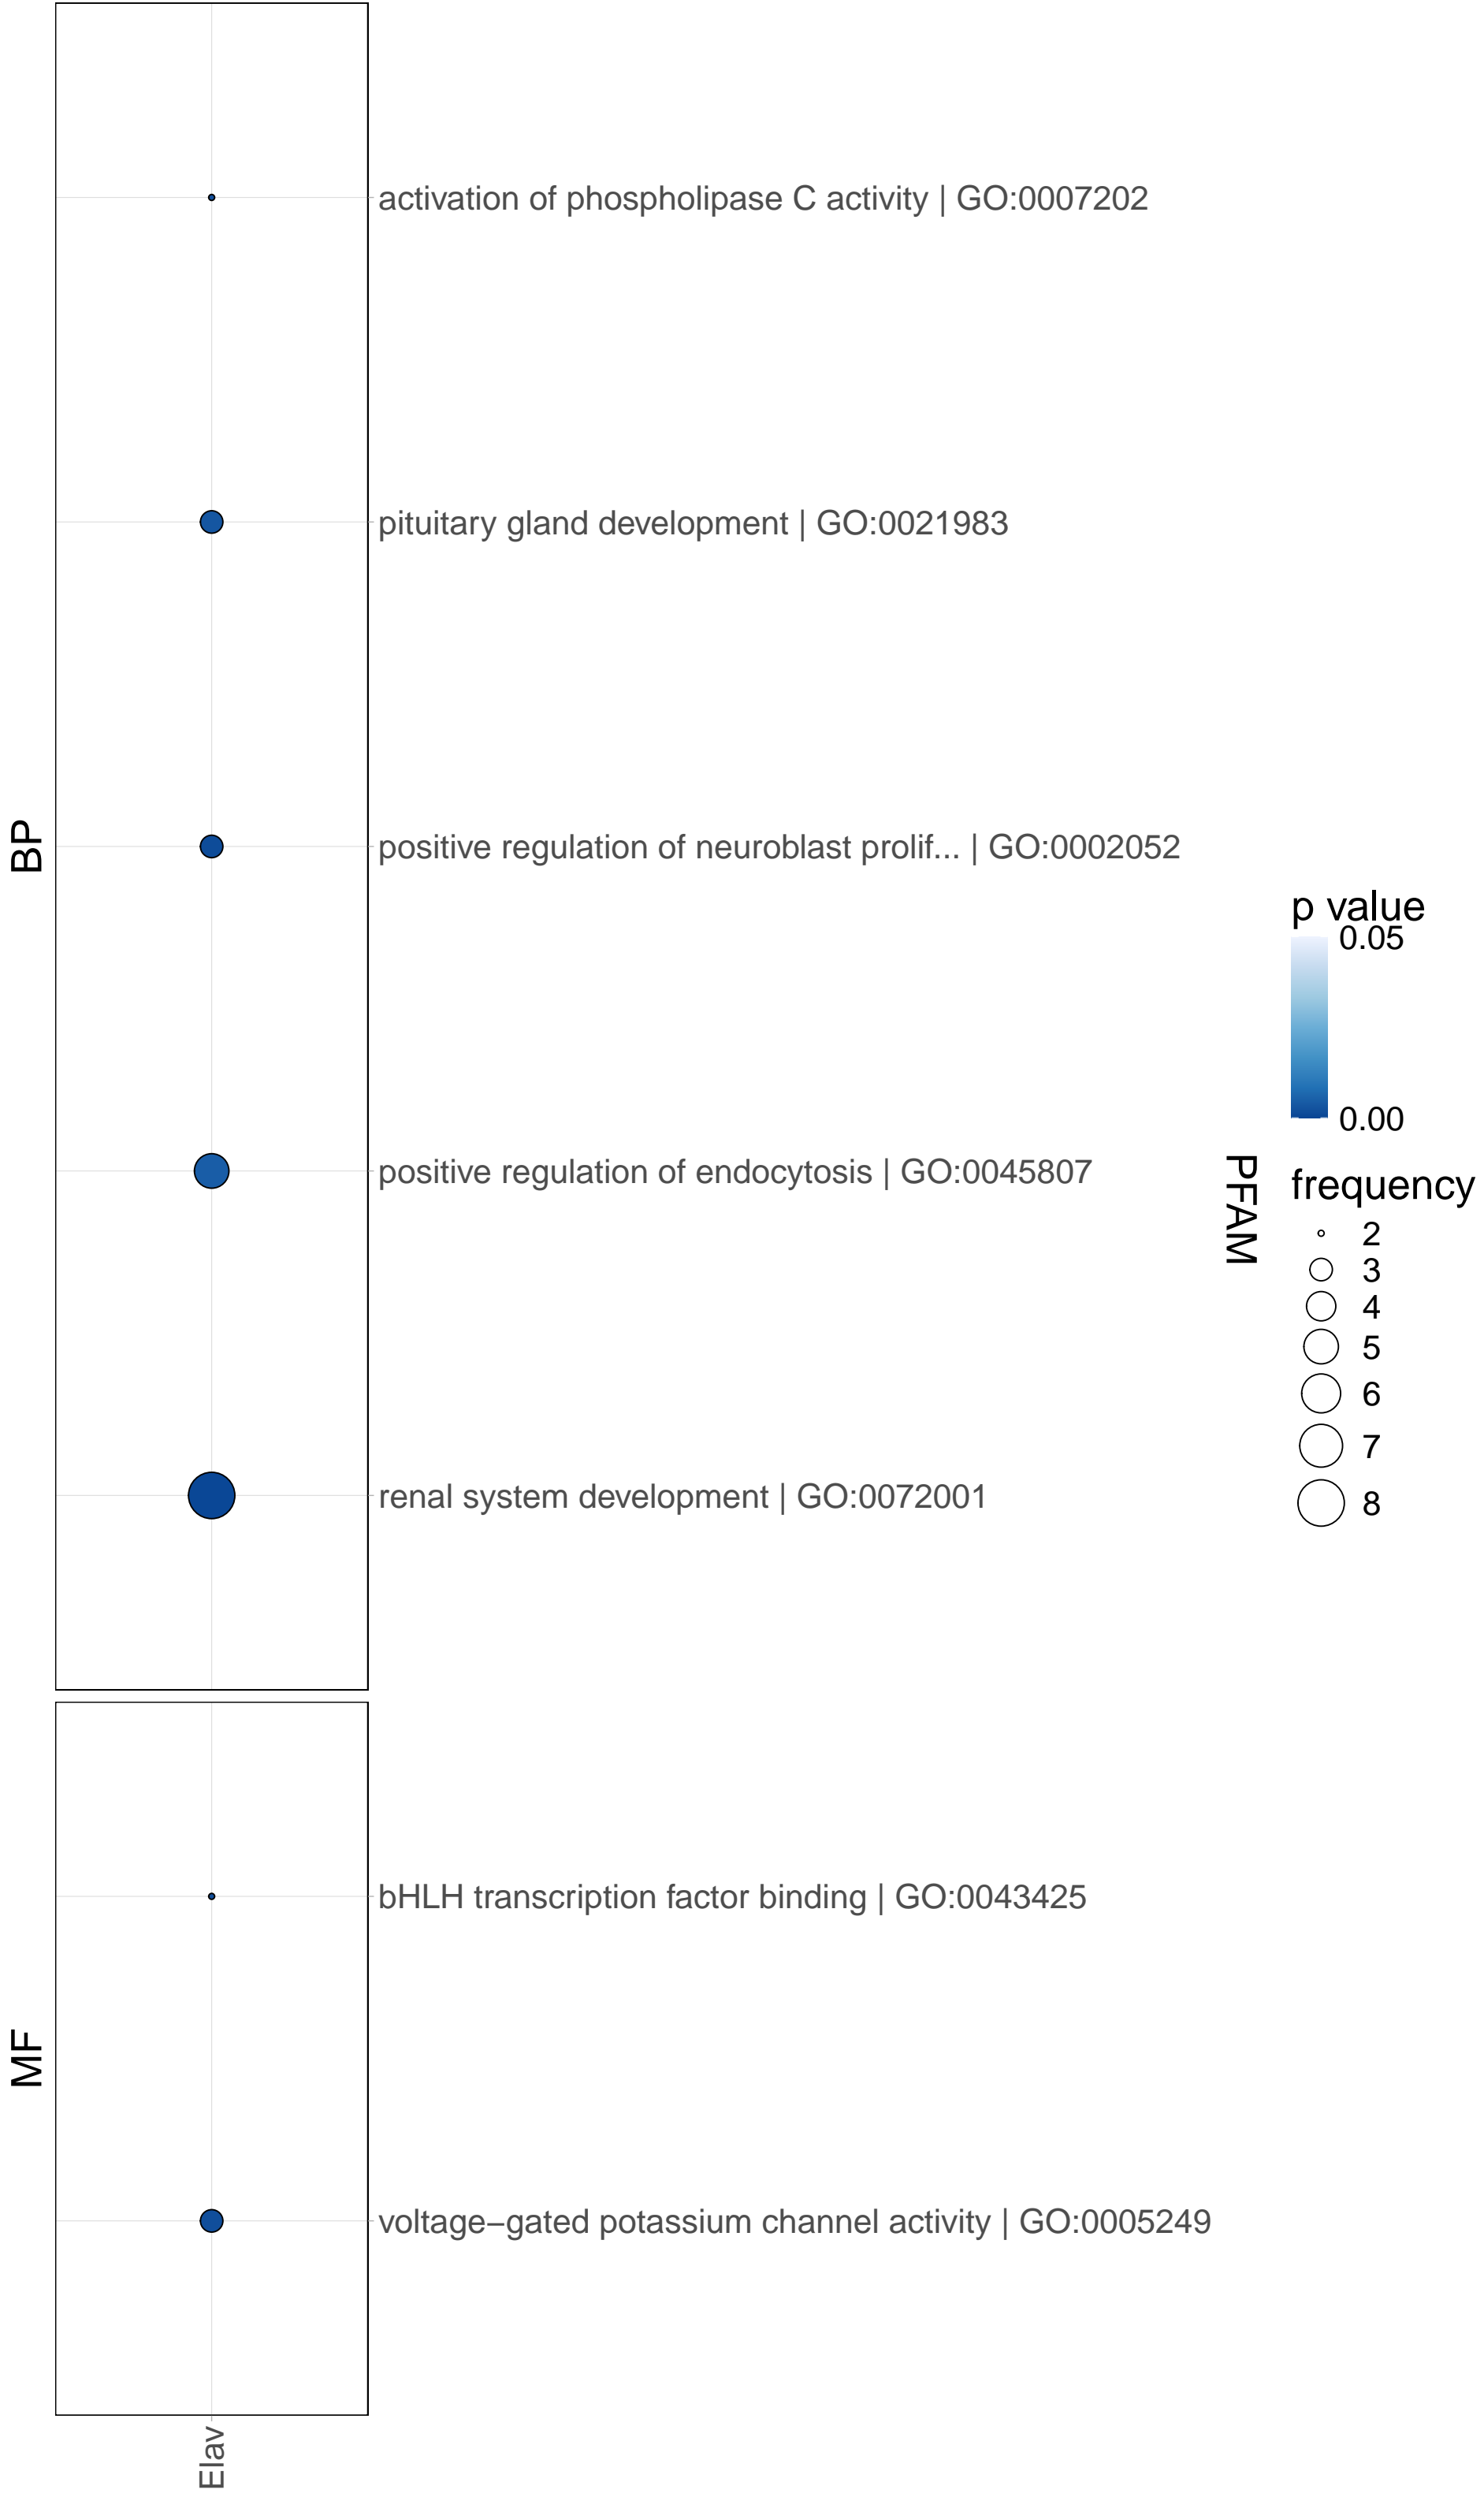 BP
activation of phospholipase C activity | GO:0007202
pituitary gland development | GO:0021983
positive regulation of neuroblast prolif... | GO:0002052
positive regulation of endocytosis | GO:0045807
renal system development | GO:0072001
MF
bHLH transcription factor binding | GO:0043425
voltage−gated potassium channel activity | GO:0005249
Elav
PFAM
p value
0.05
0.00
frequency
2
3
4
5
6
7
8